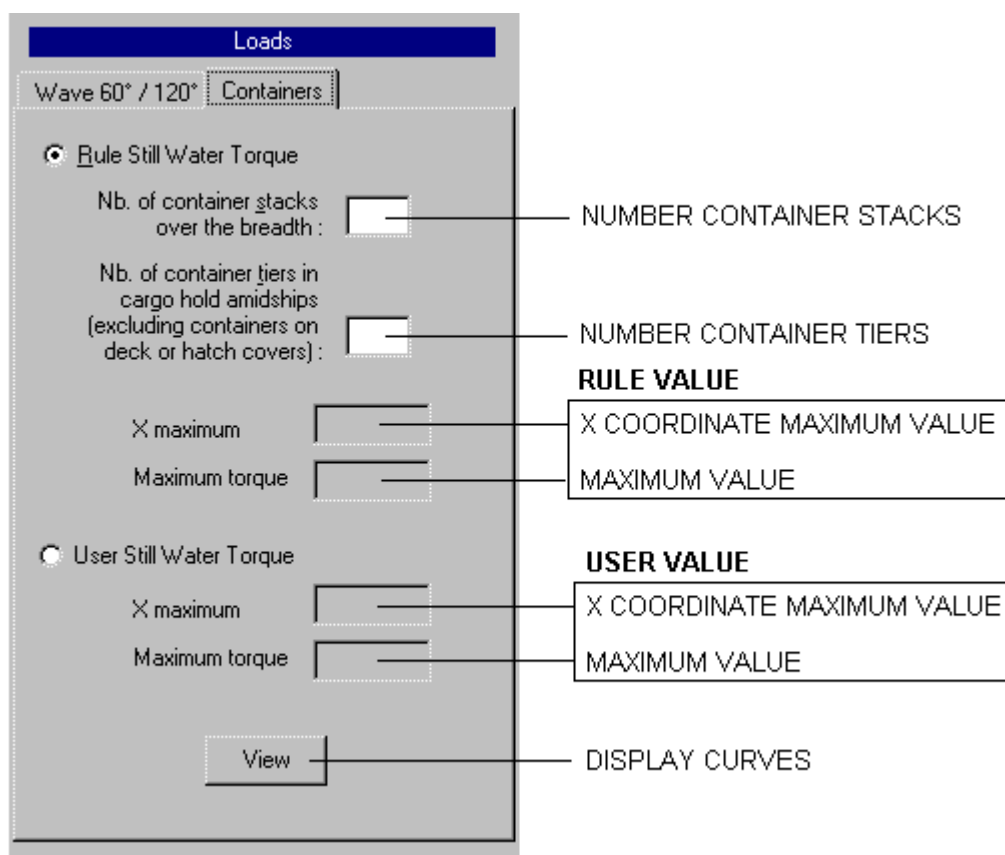 Loads
Wave 60° / 120° Containers
Rule Still Water Torque
Nb. of container stacks
over the breadth :
NUMBER CONTAINER STACKS
Nb. of container tiers in
cargo hold amidships
(excluding containers on
deck or hatch covers) :
NUMBER CONTAINER TIERS
RULE VALUE
X maximum
X COORDINATE MAXIMUM VALUE
Maximum torque
MAXIMUM VALUE
User Still Water Torque
USER VALUE
X maximum
X COORDINATE MAXIMUM VALUE
Maximum torque
MAXIMUM VALUE
View
DISPLAY CURVES